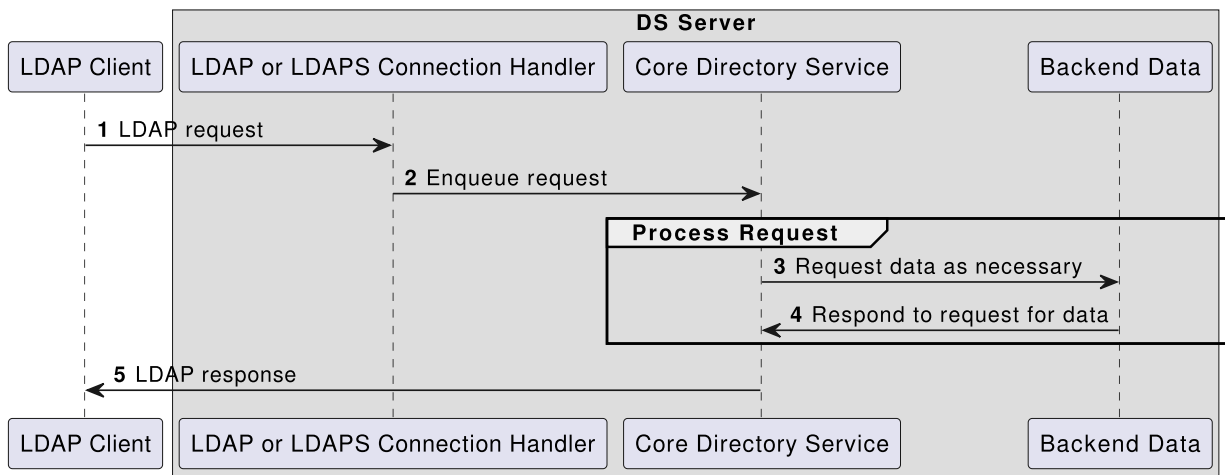 DS Server
LDAP Client
LDAP or LDAPS Connection Handler
Core Directory Service
Backend Data
1 LDAP request
2 Enqueue request
Process Request
3 Request data as necessary
4 Respond to request for data
5 LDAP response
LDAP Client
LDAP or LDAPS Connection Handler
Core Directory Service
Backend Data